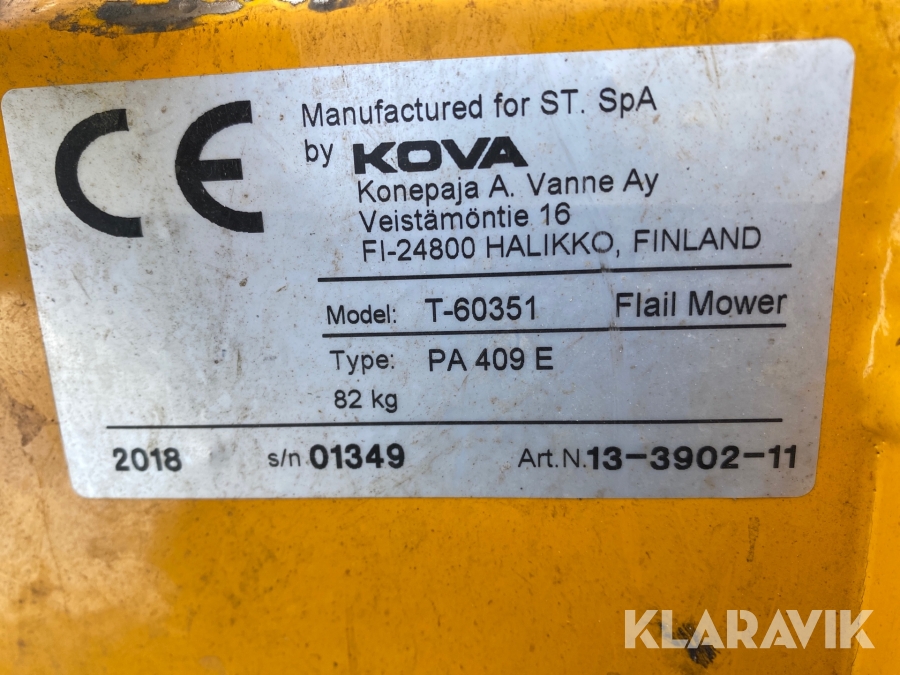 CE
Manufactured for ST. SpA
by KOVA
Konepaja A. Vanne Ay
Veistämöntie 16
FI-24800 HALIKKO, FINLAND
Model: T-60351 Flail Mower
Type: PA 409 E
82 kg
2018 s/n 01349 Art.N. 13-3902-11
KLARAVIK